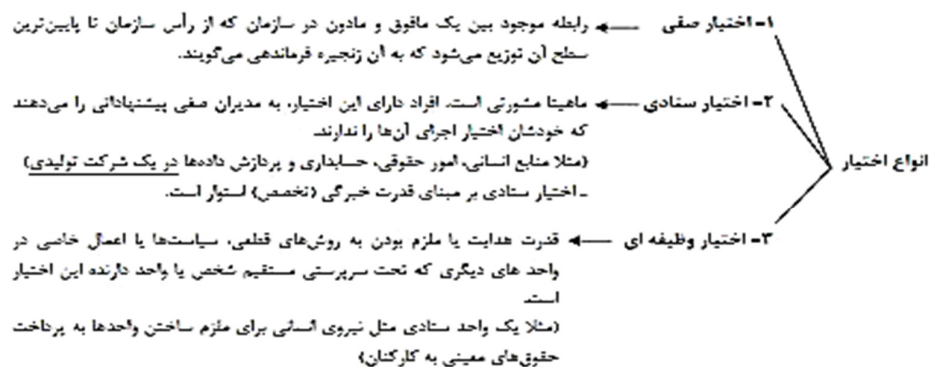 ۱- اختیار صفی
رابطه موجود بین یک مافوق و مادون در سازمان که از رأس سازمان تا پایین‌ترین
سطح آن توزیع می‌شود که به آن زنجیره فرماندهی می‌گویند.
۲- اختیار ستادی
ماهیتا مشورتی است. افراد دارای این اختیار، به مدیران صفی پیشنهاداتی را می‌دهند
که خودشان اختیار اجرای آن‌ها را ندارند.
(مثلا منابع انسانی، امور حقوقی، حسابداری و پردازش داده‌ها در یک شرکت تولیدی)
ـ اختیار ستادی بر مبنای قدرت خبرگی (تخصص) استوار است.
انواع اختیار
۳- اختیار وظیفه ای
قدرت هدایت یا ملزم بودن به روش‌های قطعی، سیاست‌ها یا اعمال خاصی در
واحد های دیگری که تحت سرپرستی مستقیم شخص یا واحد دارنده این اختیار
است.
(مثلا یک واحد ستادی مثل نیروی انسانی برای ملزم ساختن واحدها به پرداخت
حقوق‌های معینی به کارکنان)